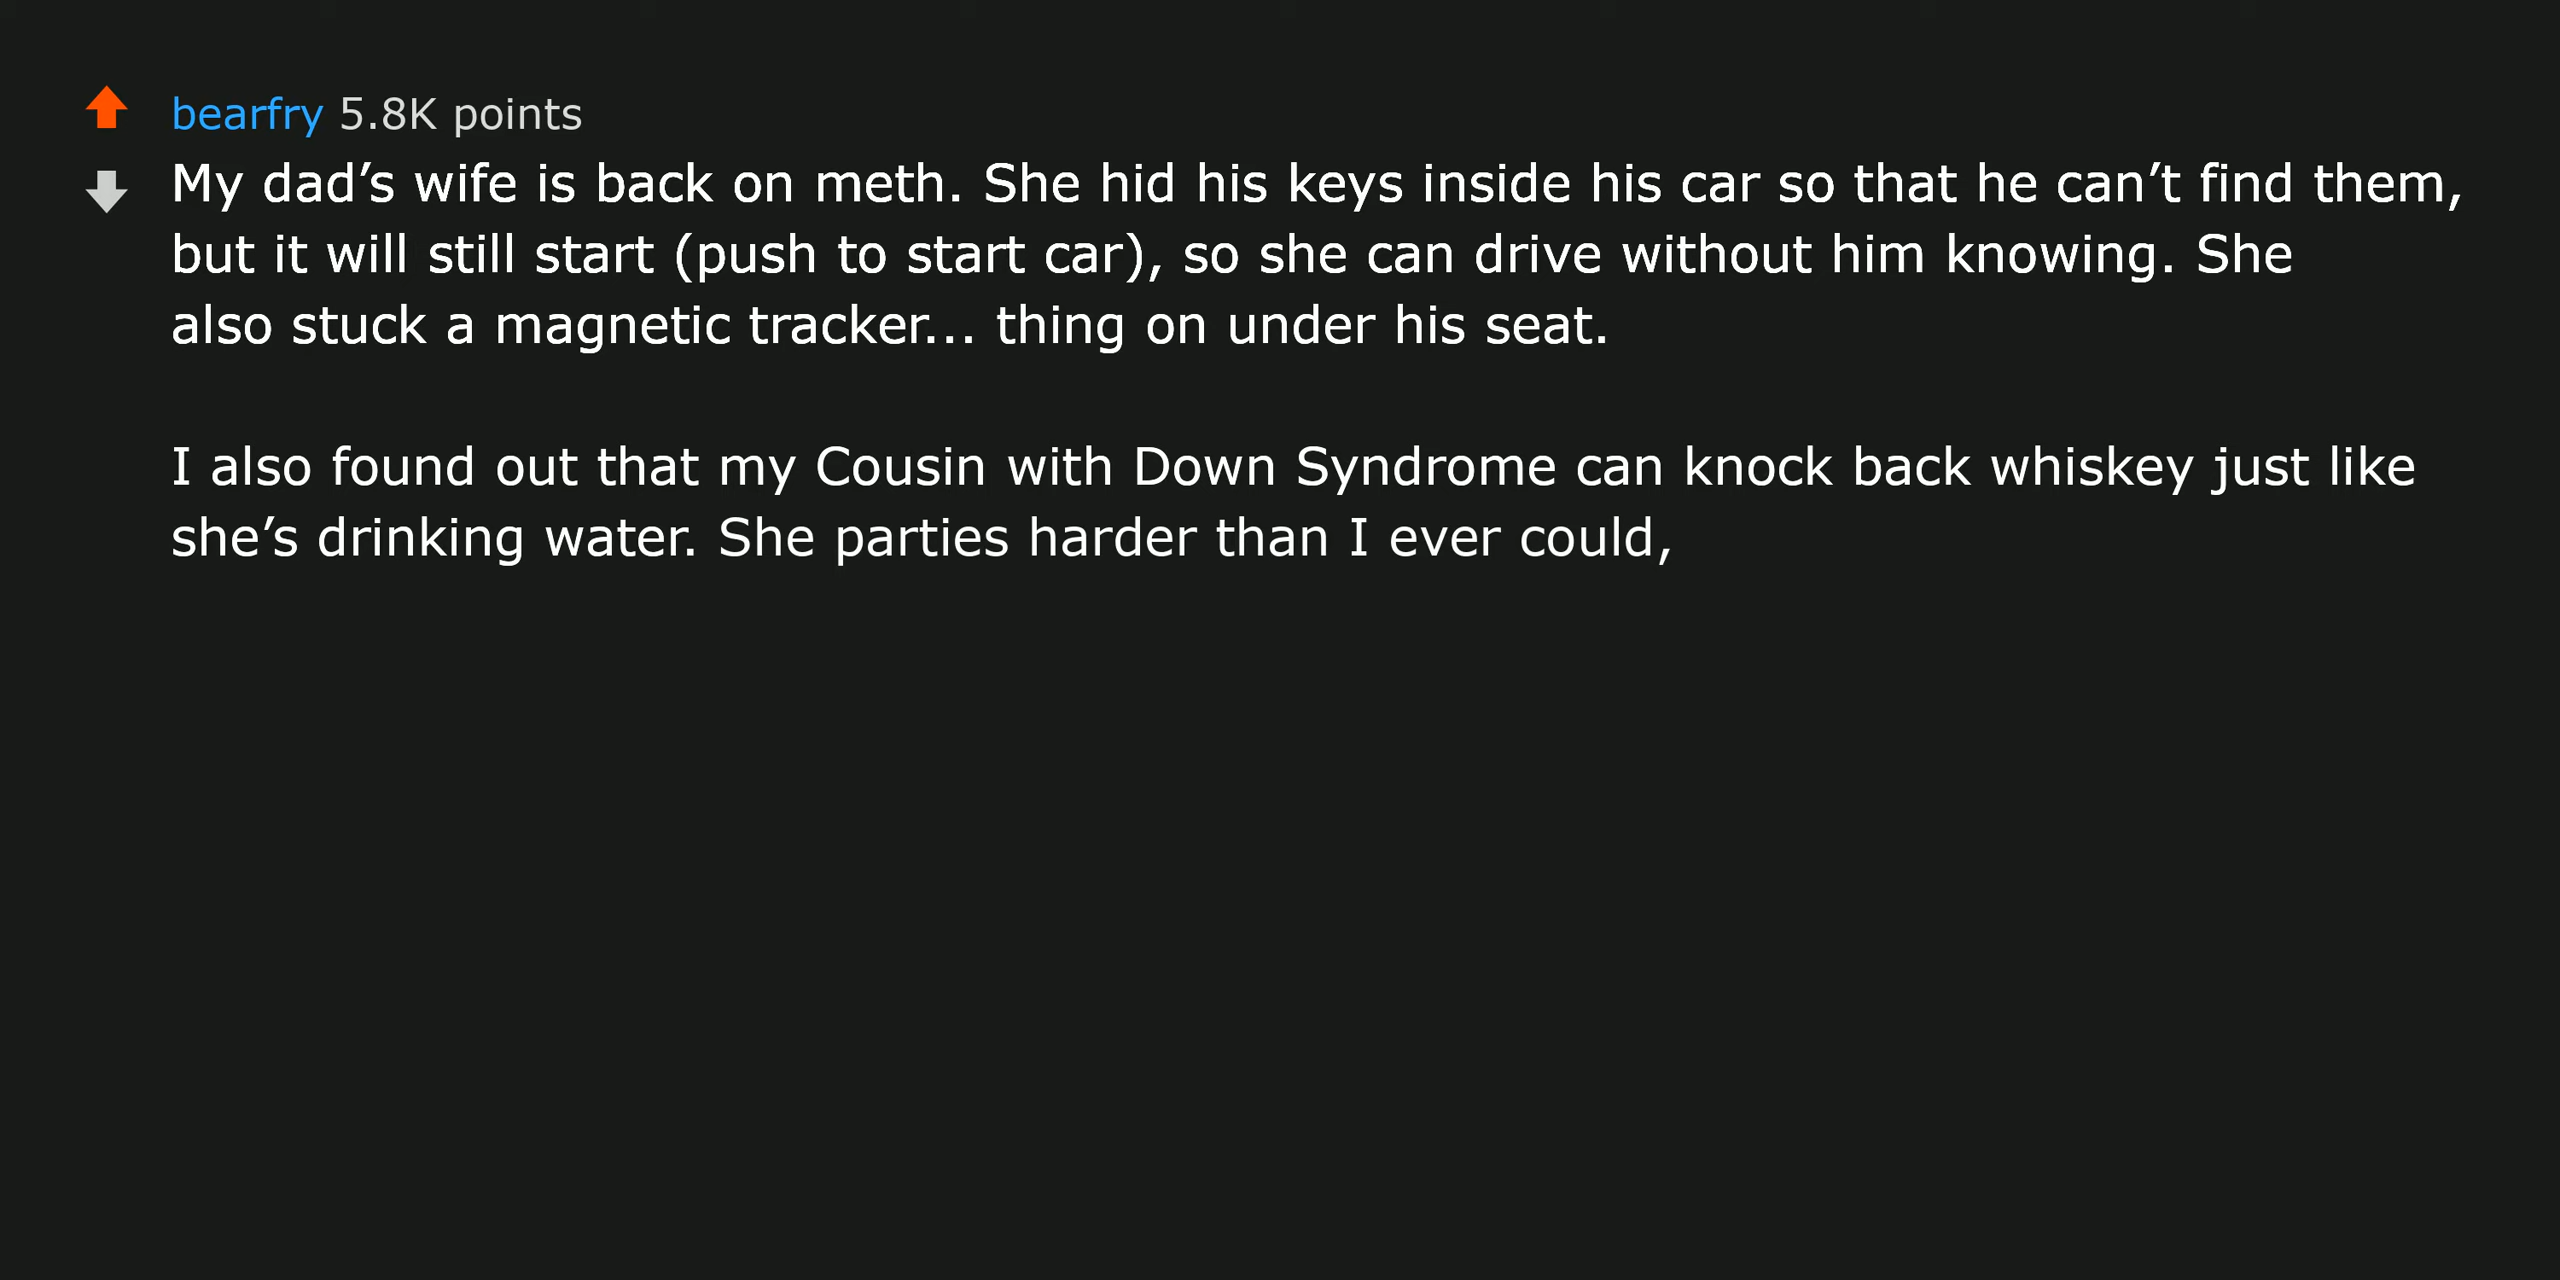 bearfry 5.8K points
My dad’s wife is back on meth. She hid his keys inside his car so that he can’t find them,
but it will still start (push to start car), so she can drive without him knowing. She
also stuck a magnetic tracker... thing on under his seat.
I also found out that my Cousin with Down Syndrome can knock back whiskey just like
she’s drinking water. She parties harder than I ever could,